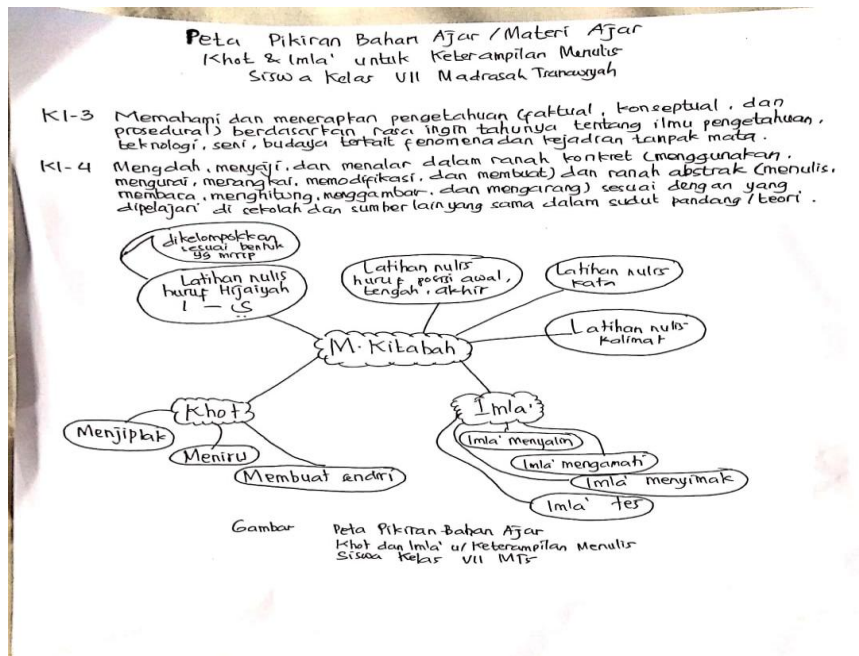 Peta Pikiran Bahan Ajar / Materi Ajar
Khot & Imla' untuk Keterampilan Menulis
Siswa Kelas VII Madrasah Tsanawiyah
KI-3 Memahami dan menerapkan pengetahuan (faktual, konseptual, dan
prosedural) berdasarkan rasa ingin tahunya tentang ilmu pengetahuan,
teknologi, seni, budaya terkait fenomena dan kejadian tampak mata.
KI-4 Mengolah, menyaji, dan menalar dalam ranah konkret (menggunakan,
mengurai, merangkai, memodifikasi, dan membuat) dan ranah abstrak (menulis,
membaca, menghitung, menggambar, dan mengarang) sesuai dengan yang
dipelajari di sekolah dan sumber lain yang sama dalam sudut pandang / teori.
dikelompokkan
sesuai bentuk
yg mirip
Latihan nulis
huruf Hijaiyah
ا — ي
Latihan nulis
huruf posisi awal,
tengah, akhir
Latihan nulis
kata
Latihan nulis
kalimat
M. Kitabah
Khot
Menjiplak
Meniru
Membuat sendiri
Imla'
Imla' menyalin
Imla' mengamati
Imla' menyimak
Imla' tes
Gambar Peta Pikiran Bahan Ajar
Khot dan Imla' u/ Keterampilan Menulis
Siswa Kelas VII MTs